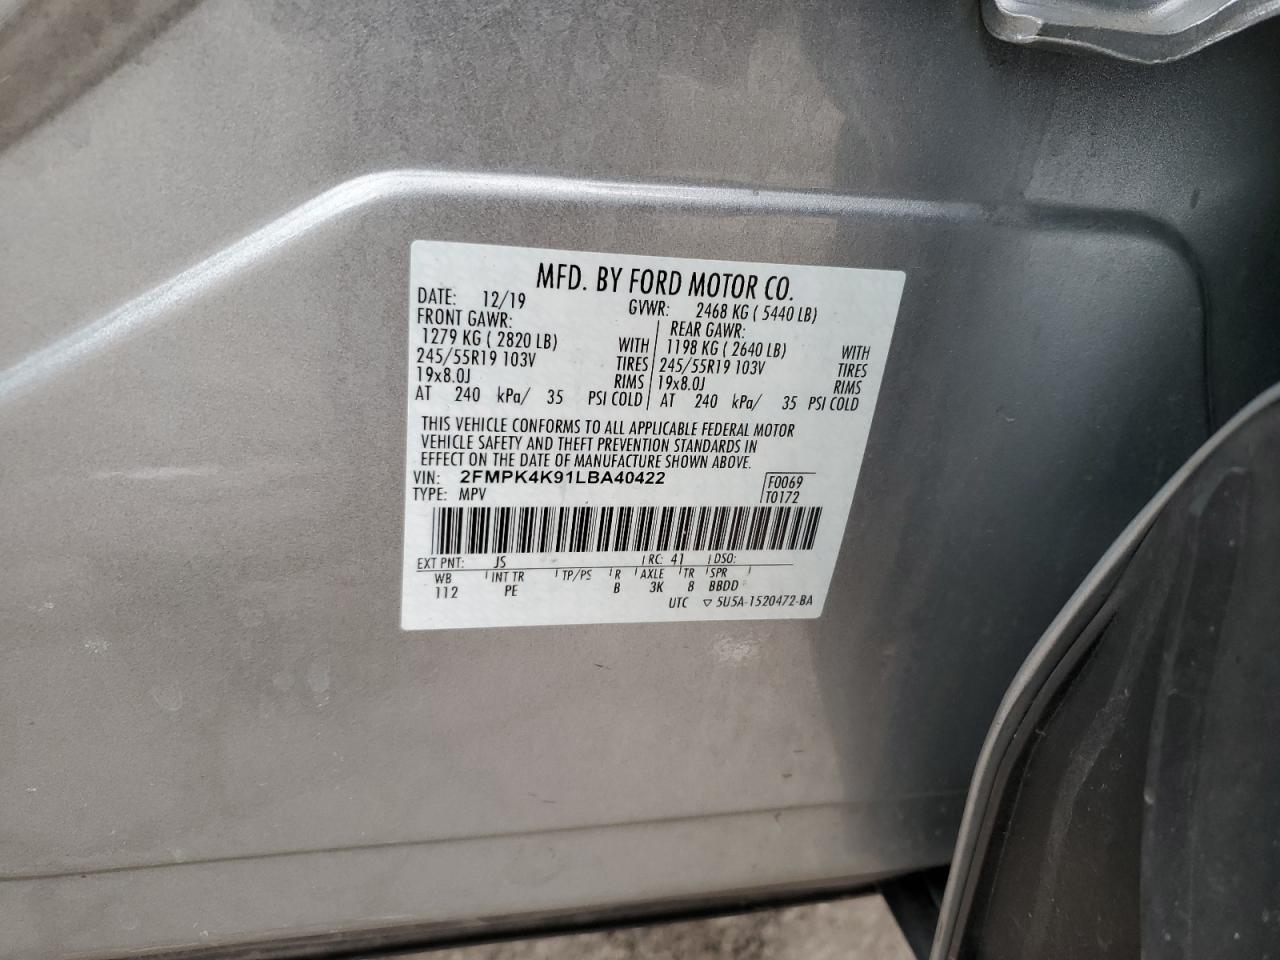 MFD. BY FORD MOTOR CO.
DATE: 12/19 GVWR: 2468 KG ( 5440 LB)
FRONT GAWR: REAR GAWR:
1279 KG ( 2820 LB) WITH 1198 KG ( 2640 LB) WITH
245/55R19 103V TIRES 245/55R19 103V TIRES
19x8.0J RIMS 19x8.0J RIMS
AT 240 kPa/ 35 PSI COLD AT 240 kPa/ 35 PSI COLD
THIS VEHICLE CONFORMS TO ALL APPLICABLE FEDERAL MOTOR
VEHICLE SAFETY AND THEFT PREVENTION STANDARDS IN
EFFECT ON THE DATE OF MANUFACTURE SHOWN ABOVE.
VIN: 2FMPK4K91LBA40422 F0069
TYPE: MPV T0172
EXT PNT: JS RC: 41 DSO:
WB INT TR TP/PS R AXLE TR SPR
112 PE B 3K 8 BBDD
UTC ▽ 5U5A-1520472-BA